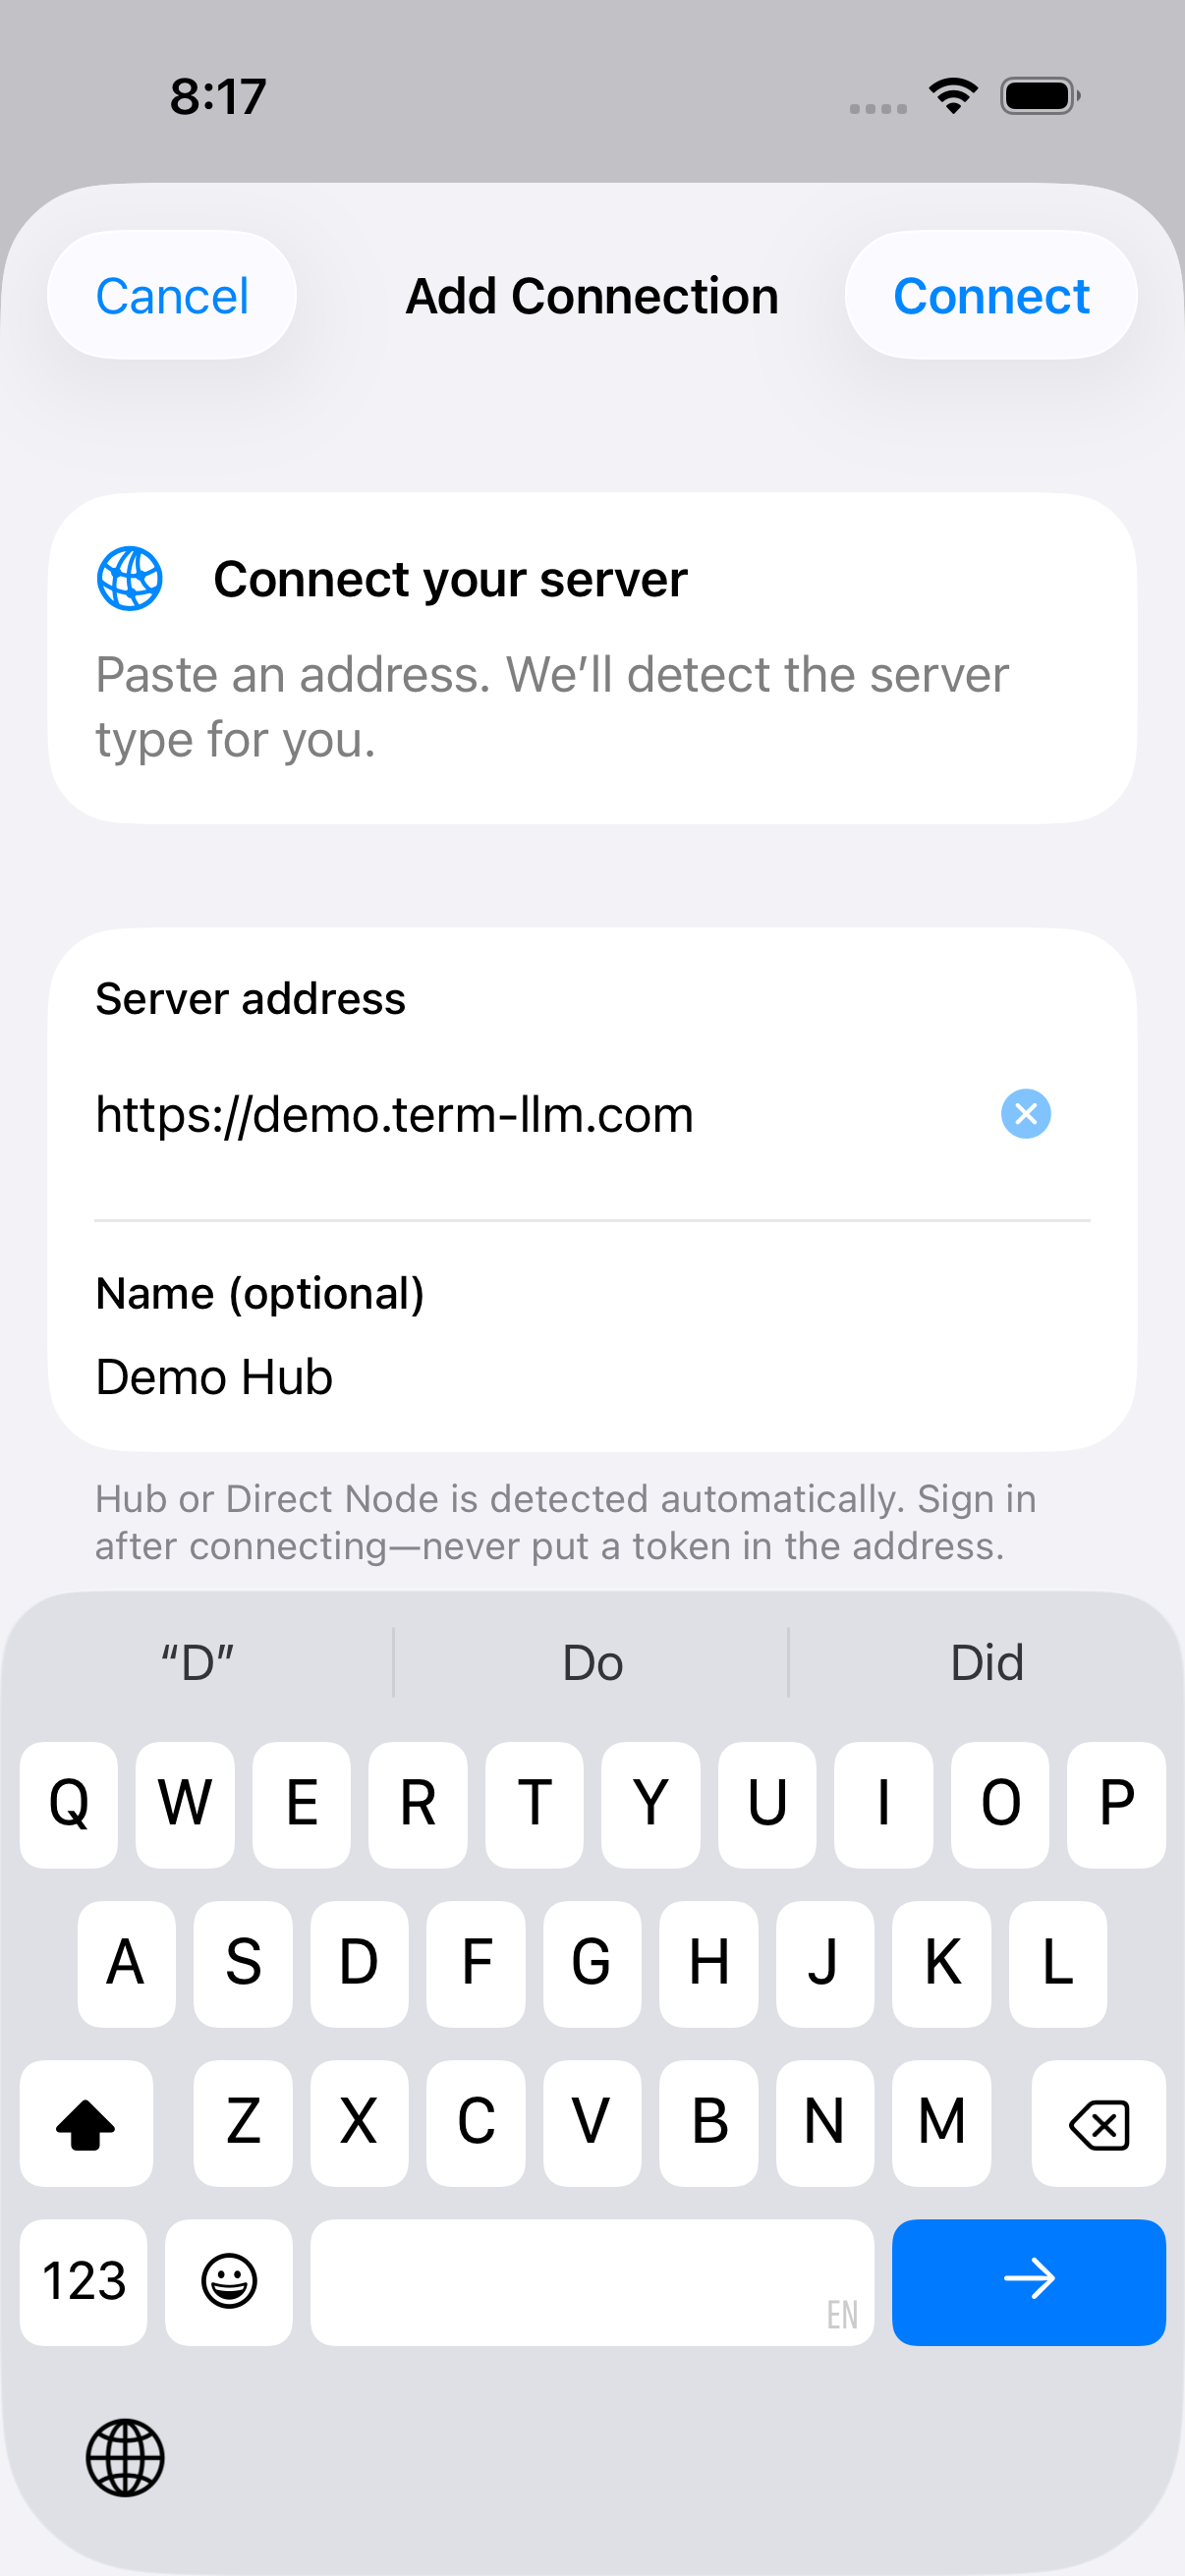 8:17
Cancel
Add Connection
Connect
Connect your server
Paste an address. We’ll detect the server
type for you.
Server address
https://demo.term-llm.com
Name (optional)
Demo Hub
Hub or Direct Node is detected automatically. Sign in
after connecting—never put a token in the address.
“D” Do Did
Q W E R T Y U I O P
A S D F G H J K L
Z X C V B N M
123
EN